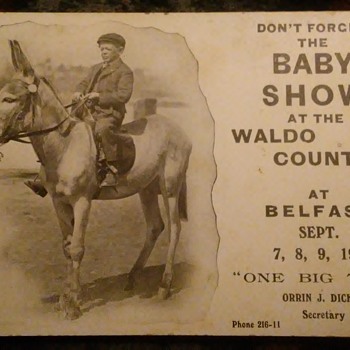 DON'T FORGE
THE
BABY
SHOW
AT THE
WALDO
COUNT
AT
BELFAS
SEPT.
7, 8, 9, 19
"ONE BIG T
ORRIN J. DICK
Secretary
Phone 216-11